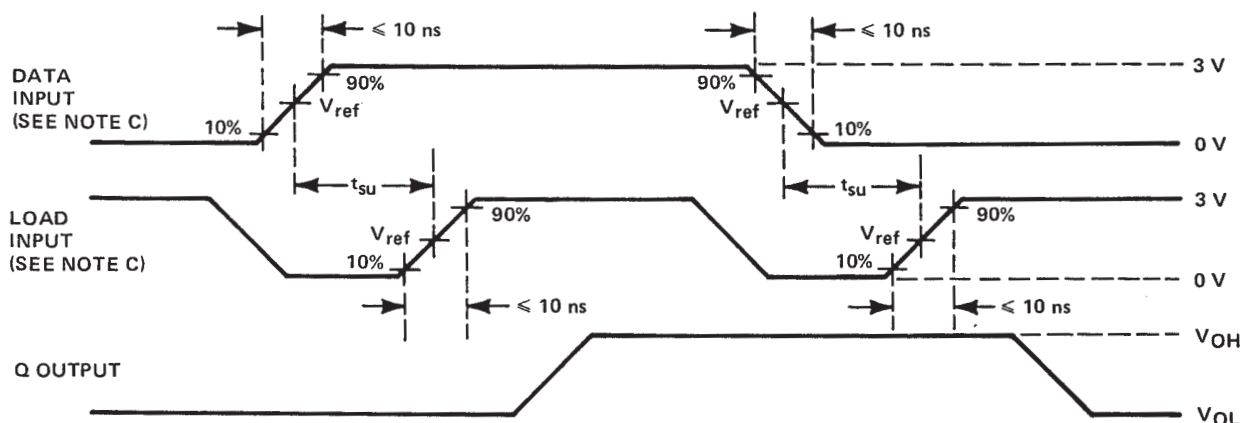 ≤ 10 ns
≤ 10 ns
DATA
INPUT
(SEE NOTE C)
90%
V_ref
10%
90%
V_ref
10%
3 V
0 V
t_su
t_su
LOAD
INPUT
(SEE NOTE C)
V_ref
90%
10%
V_ref
90%
10%
3 V
0 V
≤ 10 ns
≤ 10 ns
Q OUTPUT
V_OH
V_OL